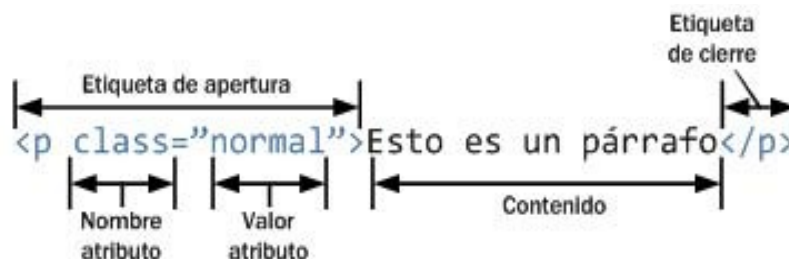 Etiqueta
de cierre
Etiqueta de apertura
<p class=”normal”>Esto es un párrafo</p>
Nombre
atributo
Valor
atributo
Contenido